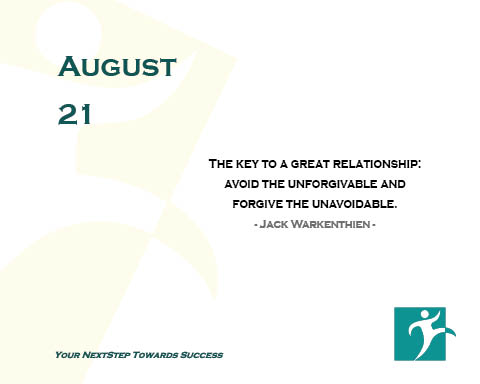 August
21
The key to a great relationship:
avoid the unforgivable and
forgive the unavoidable.
- Jack Warkenthien -
Your NextStep Towards Success